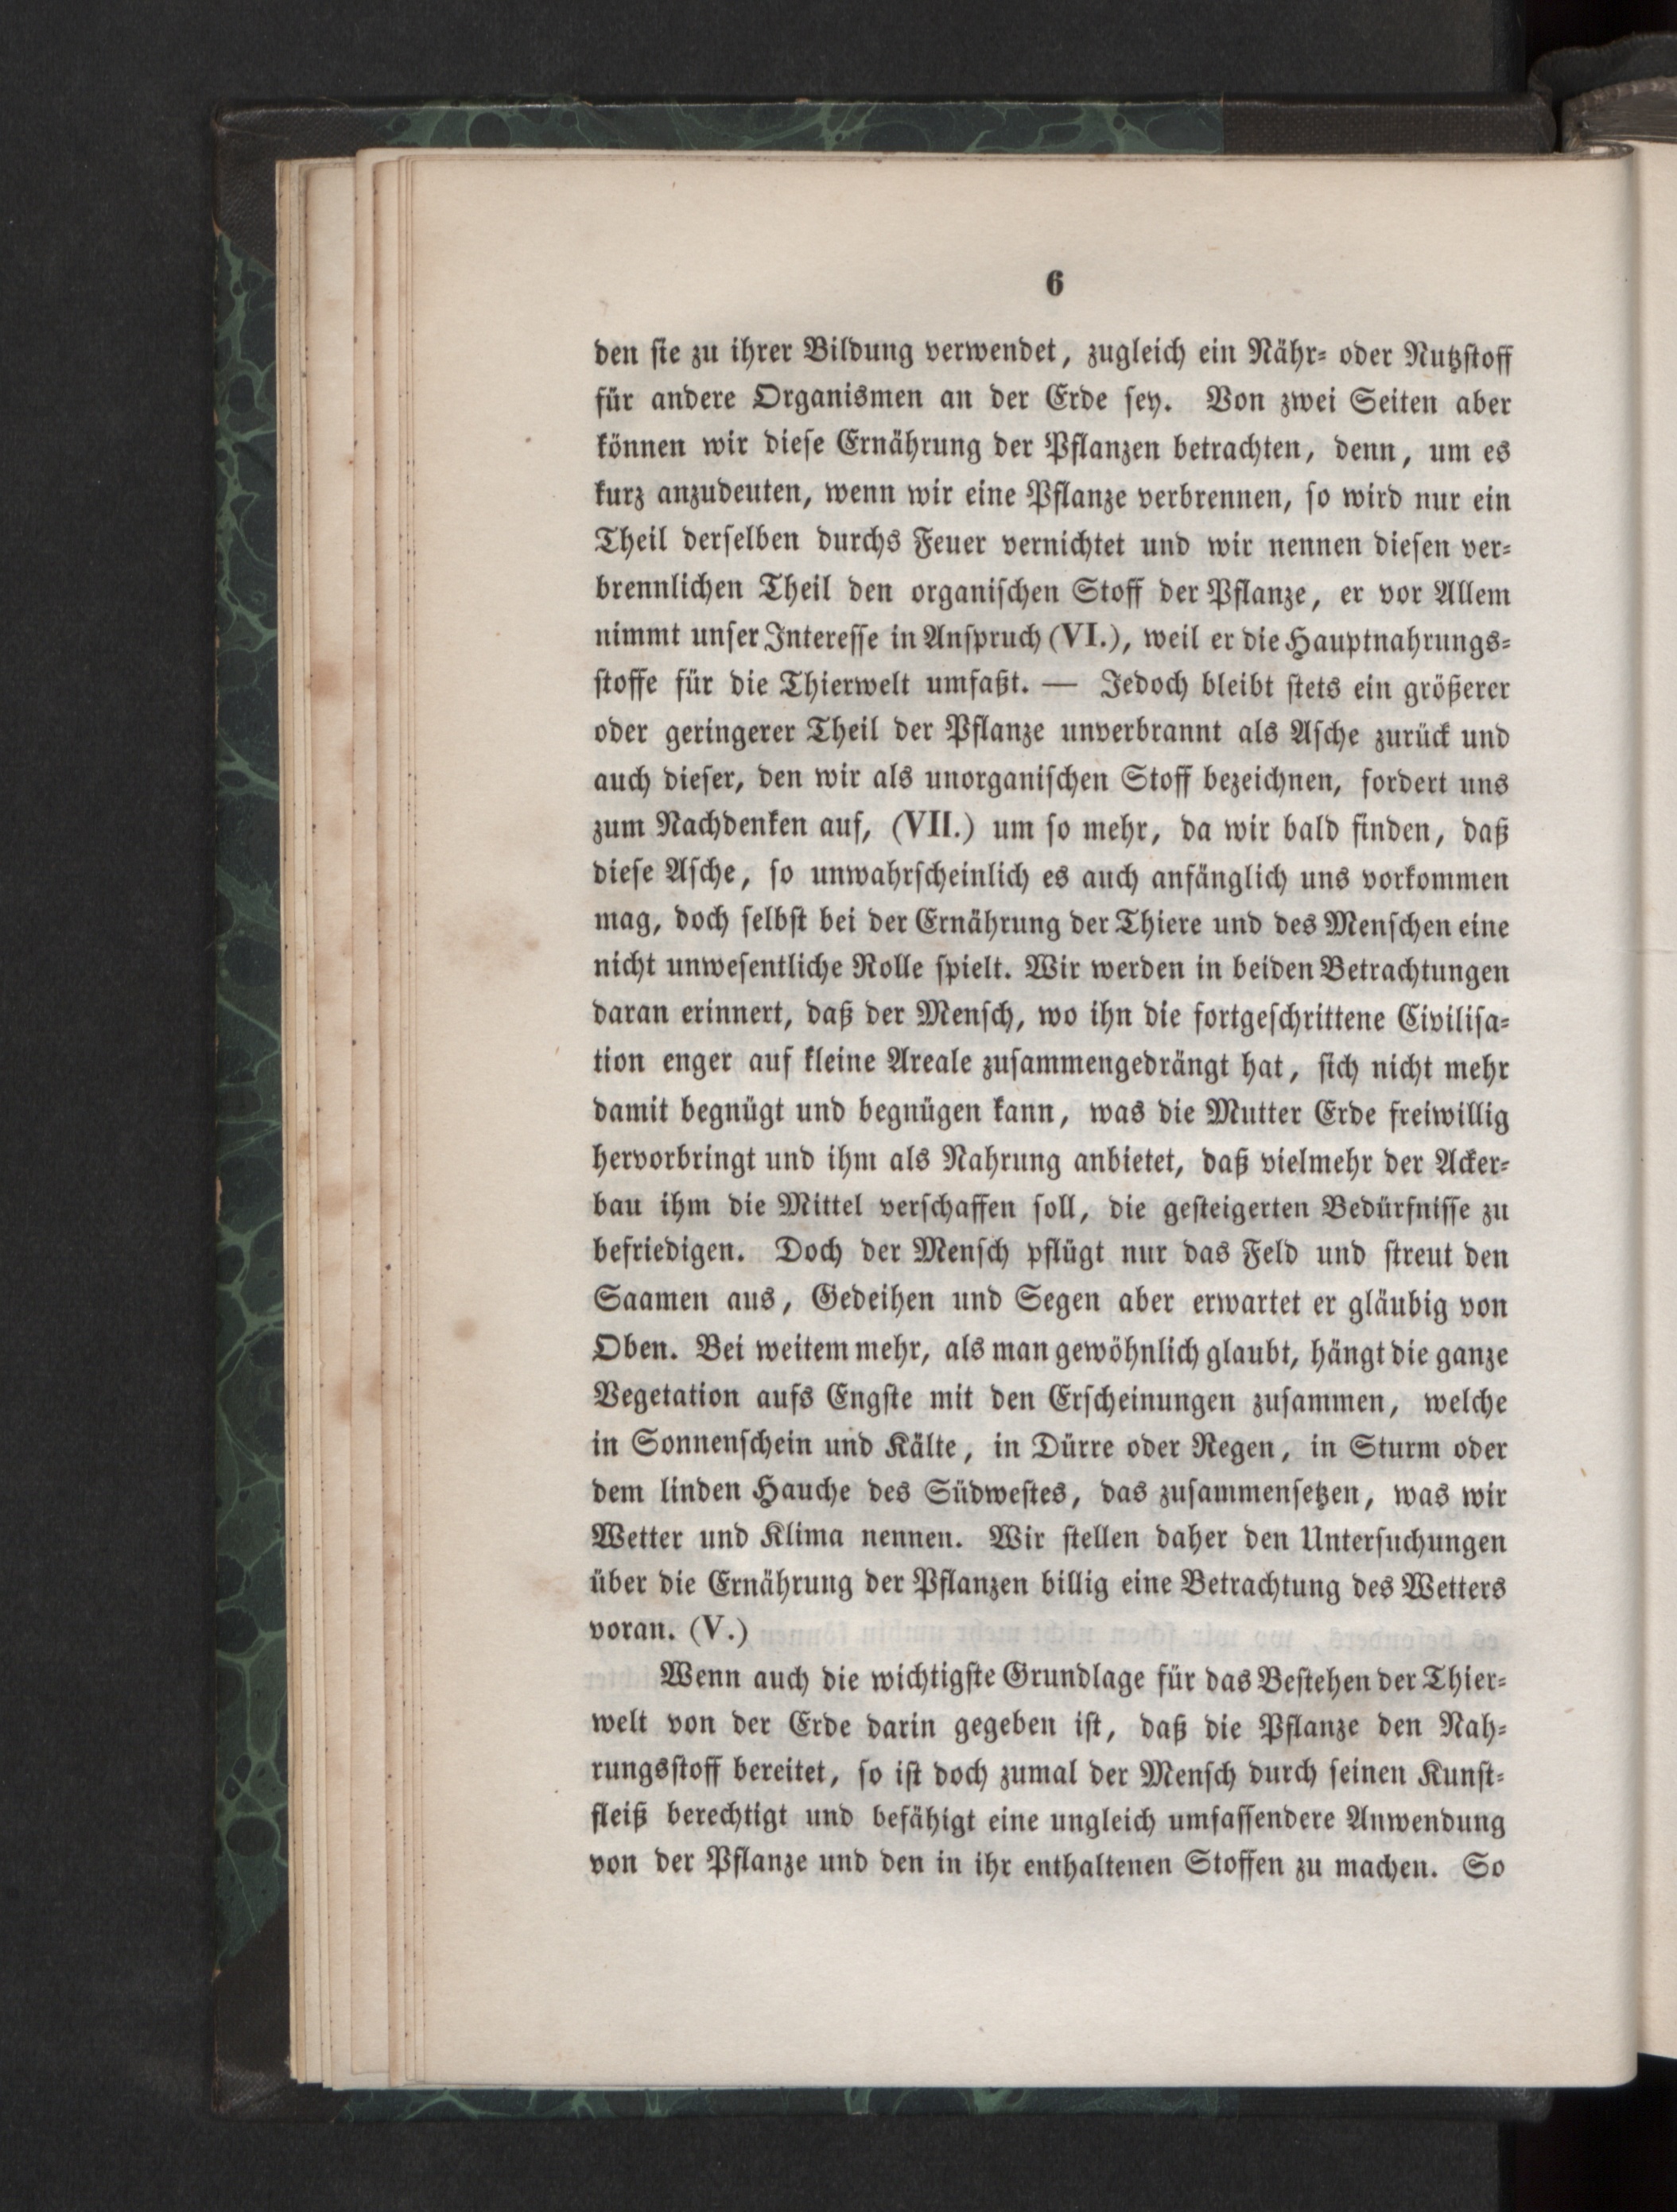 6
den ſie zu ihrer Bildung verwendet, zugleich ein Nähr- oder Nutzſtoff
für andere Organismen an der Erde ſey. Von zwei Seiten aber
können wir dieſe Ernährung der Pflanzen betrachten, denn, um es
kurz anzudeuten, wenn wir eine Pflanze verbrennen, ſo wird nur ein
Theil derſelben durchs Feuer vernichtet und wir nennen dieſen ver-
brennlichen Theil den organiſchen Stoff der Pflanze, er vor Allem
nimmt unſer Intereſſe in Anſpruch (VI.), weil er die Hauptnahrungs-
ſtoffe für die Thierwelt umfaßt. — Jedoch bleibt ſtets ein größerer
oder geringerer Theil der Pflanze unverbrannt als Aſche zurück und
auch dieſer, den wir als unorganiſchen Stoff bezeichnen, fordert uns
zum Nachdenken auf, (VII.) um ſo mehr, da wir bald finden, daß
dieſe Aſche, ſo unwahrſcheinlich es auch anfänglich uns vorkommen
mag, doch ſelbſt bei der Ernährung der Thiere und des Menſchen eine
nicht unweſentliche Rolle ſpielt. Wir werden in beiden Betrachtungen
daran erinnert, daß der Menſch, wo ihn die fortgeſchrittene Civiliſa-
tion enger auf kleine Areale zuſammengedrängt hat, ſich nicht mehr
damit begnügt und begnügen kann, was die Mutter Erde freiwillig
hervorbringt und ihm als Nahrung anbietet, daß vielmehr der Acker-
bau ihm die Mittel verſchaffen ſoll, die geſteigerten Bedürfniſſe zu
befriedigen. Doch der Menſch pflügt nur das Feld und ſtreut den
Saamen aus, Gedeihen und Segen aber erwartet er gläubig von
Oben. Bei weitem mehr, als man gewöhnlich glaubt, hängt die ganze
Vegetation aufs Engſte mit den Erſcheinungen zuſammen, welche
in Sonnenſchein und Kälte, in Dürre oder Regen, in Sturm oder
dem linden Hauche des Südweſtes, das zuſammenſetzen, was wir
Wetter und Klima nennen. Wir ſtellen daher den Unterſuchungen
über die Ernährung der Pflanzen billig eine Betrachtung des Wetters
voran. (V.)
Wenn auch die wichtigſte Grundlage für das Beſtehen der Thier-
welt von der Erde darin gegeben iſt, daß die Pflanze den Nah-
rungsſtoff bereitet, ſo iſt doch zumal der Menſch durch ſeinen Kunſt-
fleiß berechtigt und befähigt eine ungleich umfaſſendere Anwendung
von der Pflanze und den in ihr enthaltenen Stoffen zu machen. So